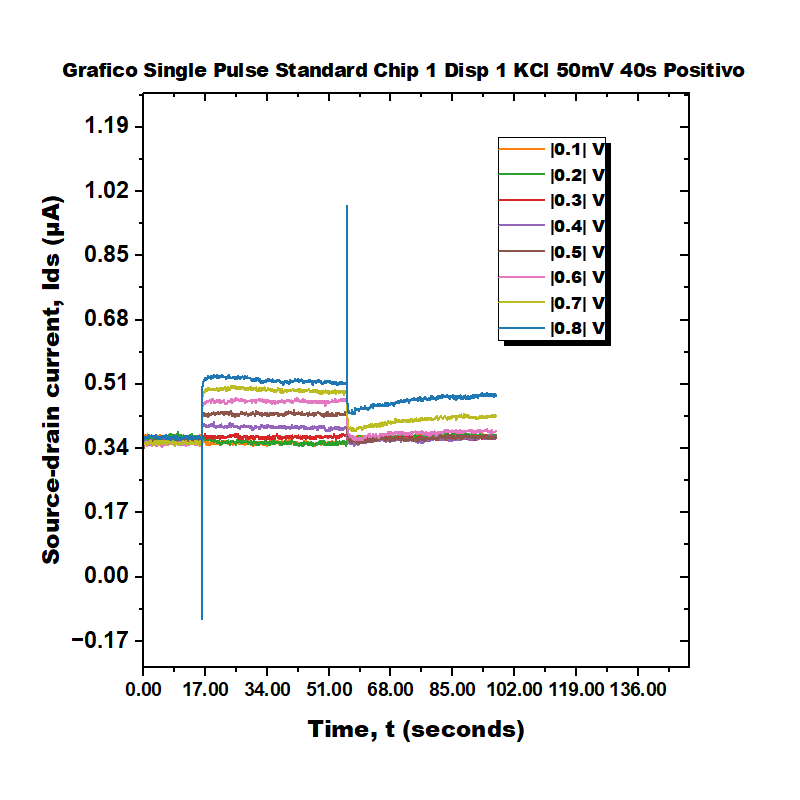 Grafico Single Pulse Standard Chip 1 Disp 1 KCl 50mV 40s Positivo
1.19
1.02
0.85
0.68
0.51
0.34
0.17
0.00
−0.17
Source-drain current, Ids (μA)
|0.1| V
|0.2| V
|0.3| V
|0.4| V
|0.5| V
|0.6| V
|0.7| V
|0.8| V
0.00 17.00 34.00 51.00 68.00 85.00 102.00 119.00 136.00
Time, t (seconds)